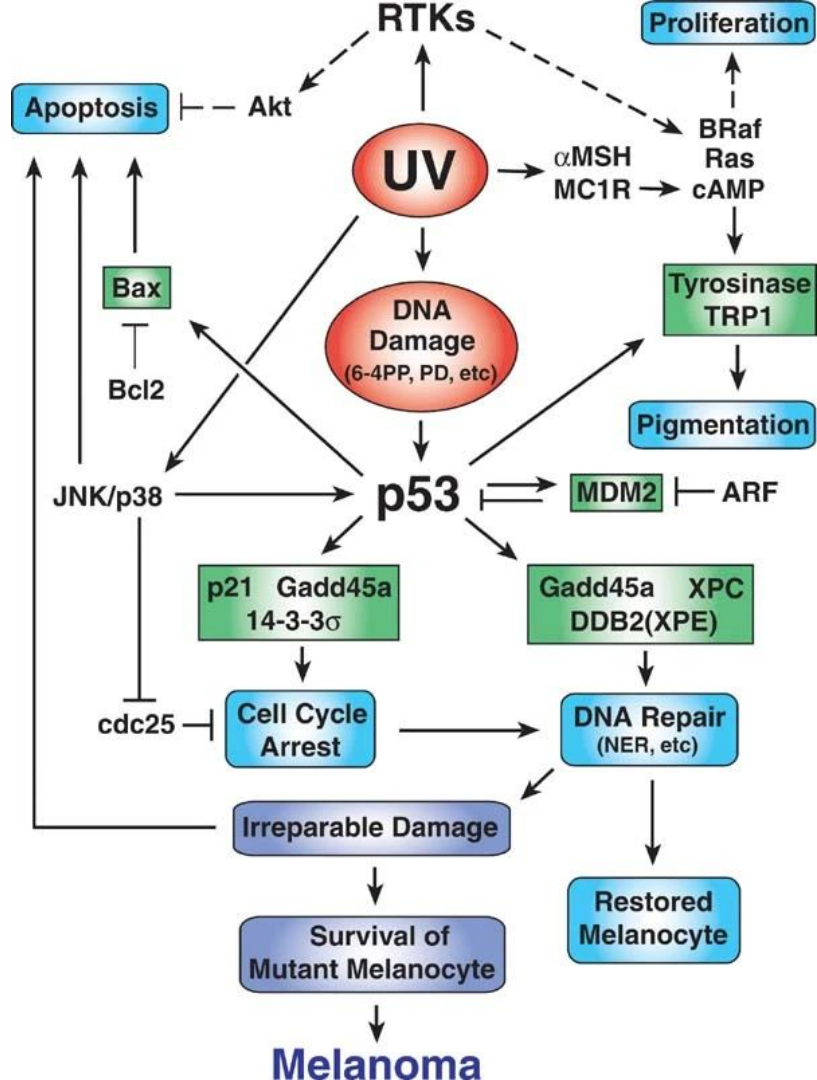 RTKs
Proliferation
Apoptosis
Akt
BRaf
Ras
cAMP
UV
αMSH
MC1R
Bax
DNA
Damage
(6-4PP, PD, etc)
Tyrosinase
TRP1
Bcl2
Pigmentation
JNK/p38
p53
MDM2
ARF
p21 Gadd45a
14-3-3σ
Gadd45a XPC
DDB2(XPE)
cdc25
Cell Cycle
Arrest
DNA Repair
(NER, etc)
Irreparable Damage
Restored
Melanocyte
Survival of
Mutant Melanocyte
Melanoma